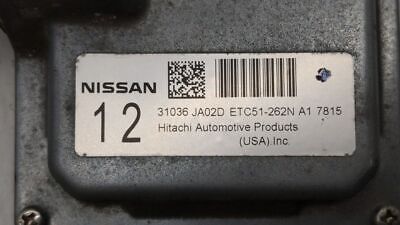 NISSAN
12
31036 JA02D ETC51-262N A1 7815
Hitachi Automotive Products
(USA).Inc.